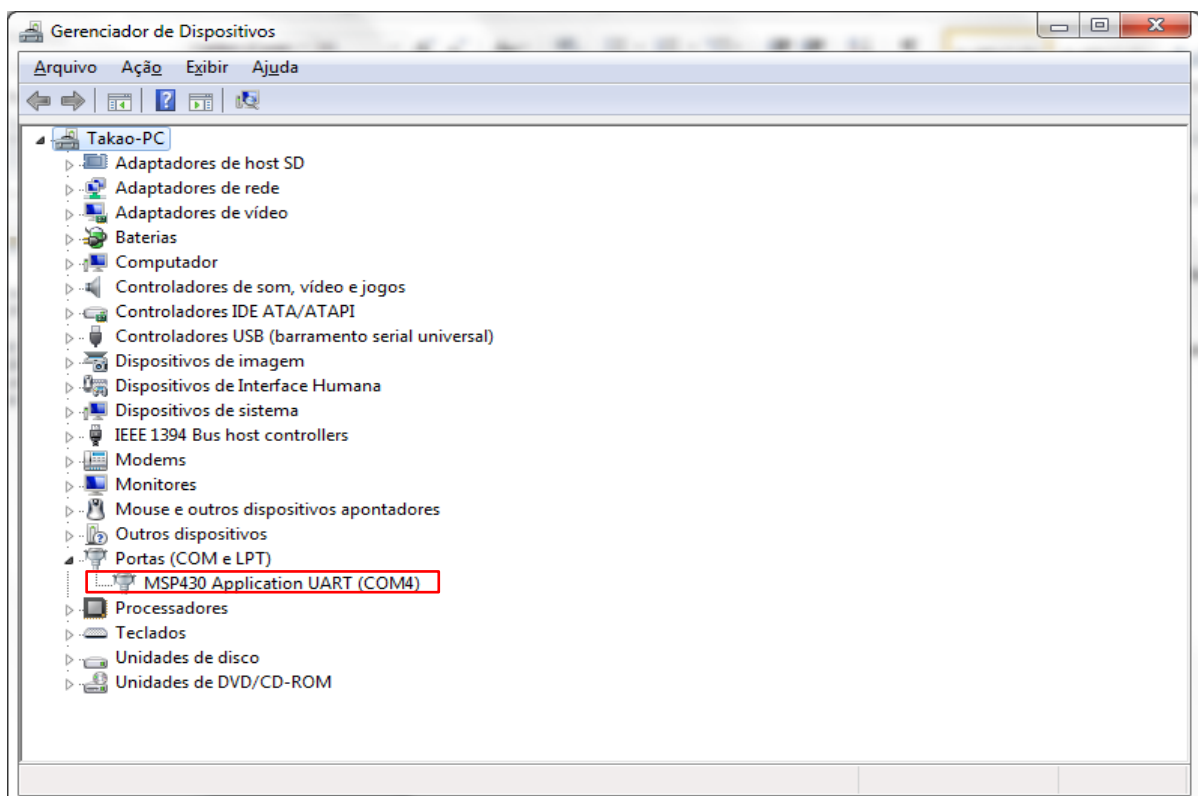 Gerenciador de Dispositivos
Arquivo Ação Exibir Ajuda
Takao-PC
Adaptadores de host SD
Adaptadores de rede
Adaptadores de vídeo
Baterias
Computador
Controladores de som, vídeo e jogos
Controladores IDE ATA/ATAPI
Controladores USB (barramento serial universal)
Dispositivos de imagem
Dispositivos de Interface Humana
Dispositivos de sistema
IEEE 1394 Bus host controllers
Modems
Monitores
Mouse e outros dispositivos apontadores
Outros dispositivos
Portas (COM e LPT)
MSP430 Application UART (COM4)
Processadores
Teclados
Unidades de disco
Unidades de DVD/CD-ROM